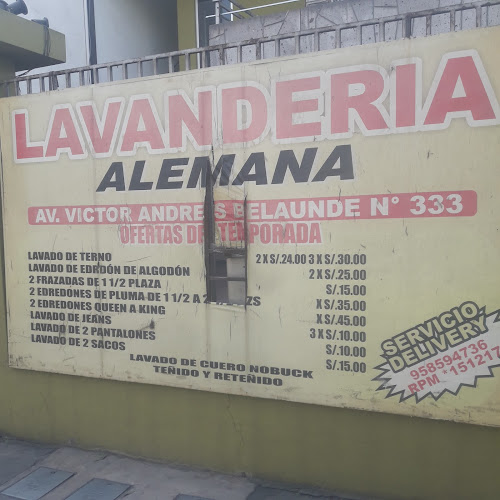 LAVANDERIA
ALEMANA
AV. VICTOR ANDRES BELAUNDE N° 333
OFERTAS DE TEMPORADA
LAVADO DE TERNO 2 X S/.24.00 3 X S/.30.00
LAVADO DE EDRDÓN DE ALGODÓN 2 X S/.25.00
2 FRAZADAS DE 1 1/2 PLAZA S/.15.00
2 EDREDONES DE PLUMA DE 1 1/2 A 2 X S/.35.00
2 EDREDONES QUEEN A KING X S/.45.00
LAVADO DE JEANS 3 X S/.10.00
LAVADO DE 2 PANTALONES S/.10.00
LAVADO DE 2 SACOS S/.15.00
LAVADO DE CUERO NOBUCK
TEÑIDO Y RETEÑIDO
SERVICIO
DELIVERY
958594736
RPM *151217